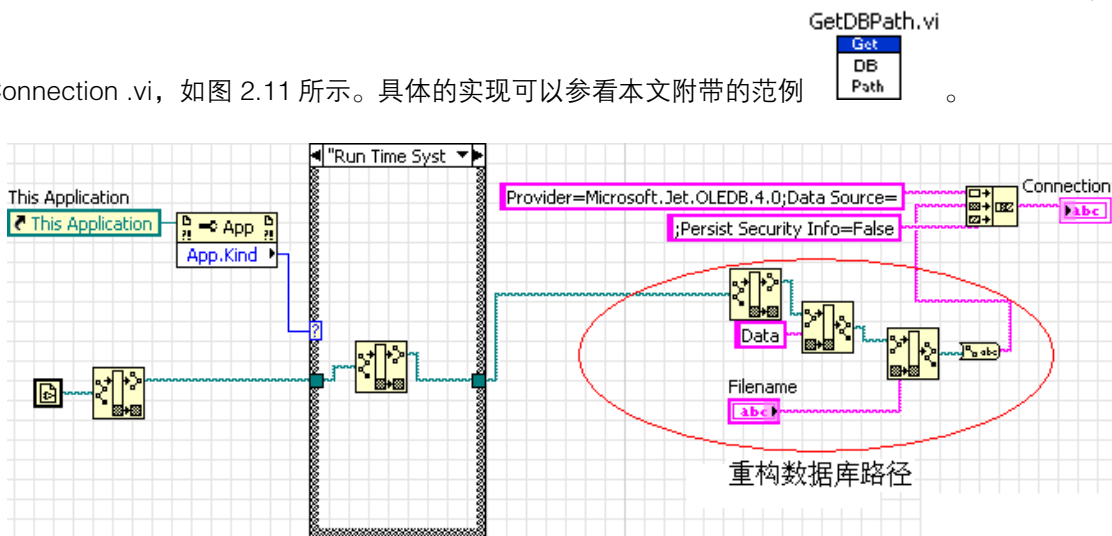 GetDBPath.vi
Get
DB
Path
onnection .vi，如图 2.11 所示。具体的实现可以参看本文附带的范例 。
"Run Time Syst
This Application
This Application
App
App.Kind
?
Provider=Microsoft.Jet.OLEDB.4.0;Data Source=
;Persist Security Info=False
Connection
abc
Data
abc
Filename
abc
重构数据库路径